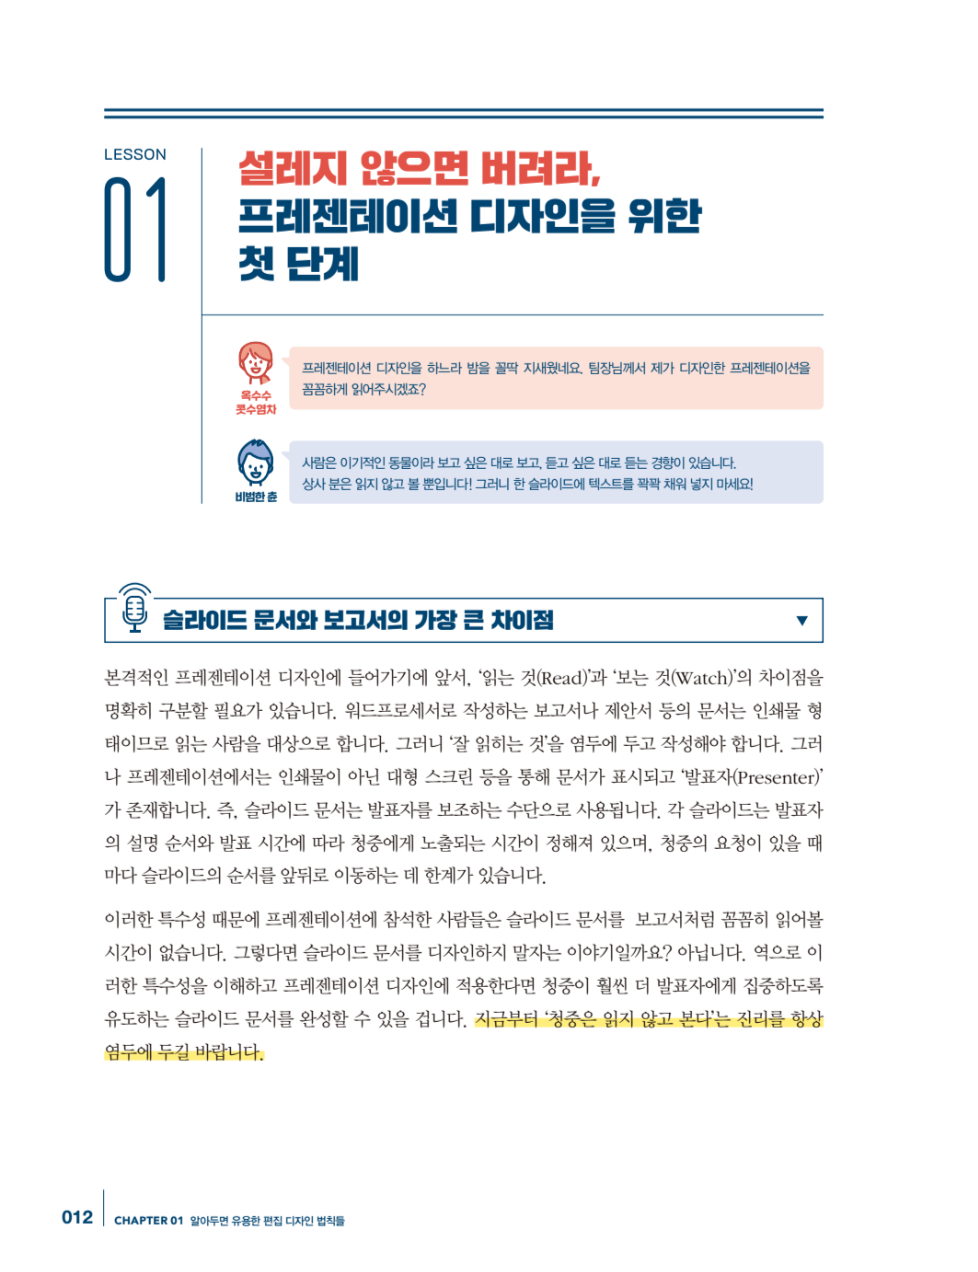 LESSON
01
설레지 않으면 버려라,
프레젠테이션 디자인을 위한
첫 단계
프레젠테이션 디자인을 하느라 밤을 꼴딱 지새웠네요. 팀장님께서 제가 디자인한 프레젠테이션을
꼼꼼하게 읽어주시겠죠?
옥수수
콧수염차
사람은 이기적인 동물이라 보고 싶은 대로 보고, 듣고 싶은 대로 듣는 경향이 있습니다.
상사 분은 읽지 않고 볼 뿐입니다! 그러니 한 슬라이드에 텍스트를 꽉꽉 채워 넣지 마세요!
비범한 츈
슬라이드 문서와 보고서의 가장 큰 차이점
본격적인 프레젠테이션 디자인에 들어가기에 앞서, ‘읽는 것(Read)’과 ‘보는 것(Watch)’의 차이점을
명확히 구분할 필요가 있습니다. 워드프로세서로 작성하는 보고서나 제안서 등의 문서는 인쇄물 형
태이므로 읽는 사람을 대상으로 합니다. 그러니 ‘잘 읽히는 것’을 염두에 두고 작성해야 합니다. 그러
나 프레젠테이션에서는 인쇄물이 아닌 대형 스크린 등을 통해 문서가 표시되고 ‘발표자(Presenter)’
가 존재합니다. 즉, 슬라이드 문서는 발표자를 보조하는 수단으로 사용됩니다. 각 슬라이드는 발표자
의 설명 순서와 발표 시간에 따라 청중에게 노출되는 시간이 정해져 있으며, 청중의 요청이 있을 때
마다 슬라이드의 순서를 앞뒤로 이동하는 데 한계가 있습니다.
이러한 특수성 때문에 프레젠테이션에 참석한 사람들은 슬라이드 문서를 보고서처럼 꼼꼼히 읽어볼
시간이 없습니다. 그렇다면 슬라이드 문서를 디자인하지 말자는 이야기일까요? 아닙니다. 역으로 이
러한 특수성을 이해하고 프레젠테이션 디자인에 적용한다면 청중이 훨씬 더 발표자에게 집중하도록
유도하는 슬라이드 문서를 완성할 수 있을 겁니다. 지금부터 ‘청중은 읽지 않고 본다’는 진리를 항상
염두에 두길 바랍니다.
012
CHAPTER 01 알아두면 유용한 편집 디자인 법칙들